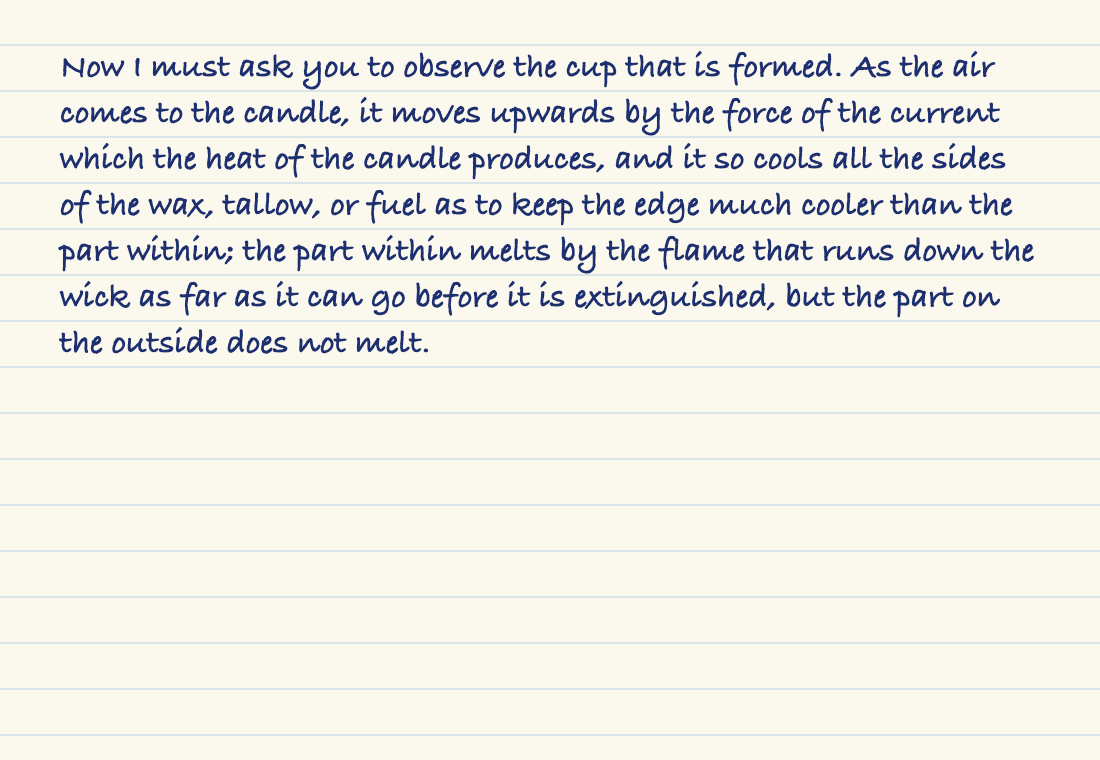 Now I must ask you to observe the cup that is formed. As the air
comes to the candle, it moves upwards by the force of the current
which the heat of the candle produces, and it so cools all the sides
of the wax, tallow, or fuel as to keep the edge much cooler than the
part within; the part within melts by the flame that runs down the
wick as far as it can go before it is extinguished, but the part on
the outside does not melt.